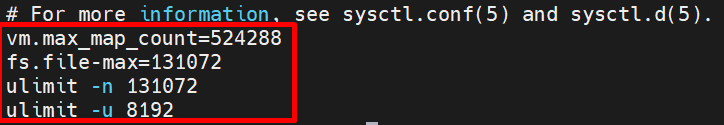 # For more information, see sysctl.conf(5) and sysctl.d(5).
vm.max_map_count=524288
fs.file-max=131072
ulimit -n 131072
ulimit -u 8192